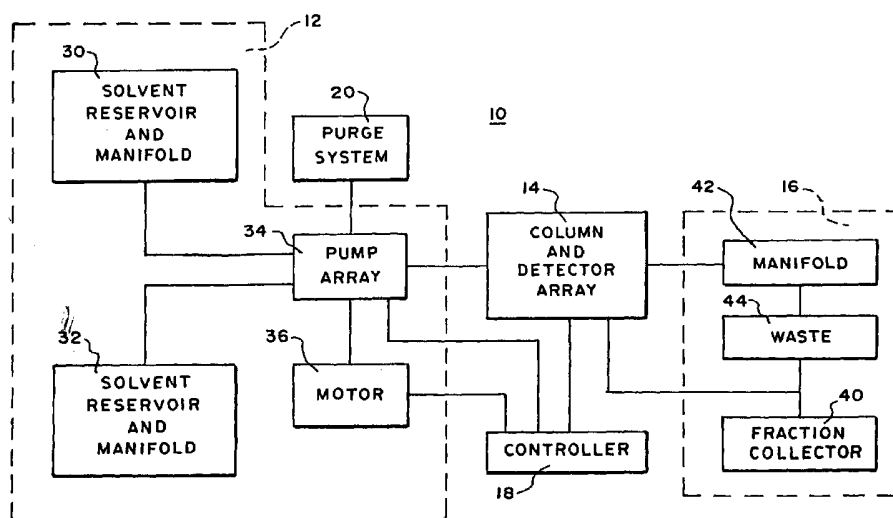 12
30
SOLVENT
RESERVOIR
AND
MANIFOLD
20
PURGE
SYSTEM
10
14
COLUMN
AND
DETECTOR
ARRAY
42
16
MANIFOLD
34
PUMP
ARRAY
44
WASTE
32
SOLVENT
RESERVOIR
AND
MANIFOLD
36
MOTOR
CONTROLLER
18
40
FRACTION
COLLECTOR